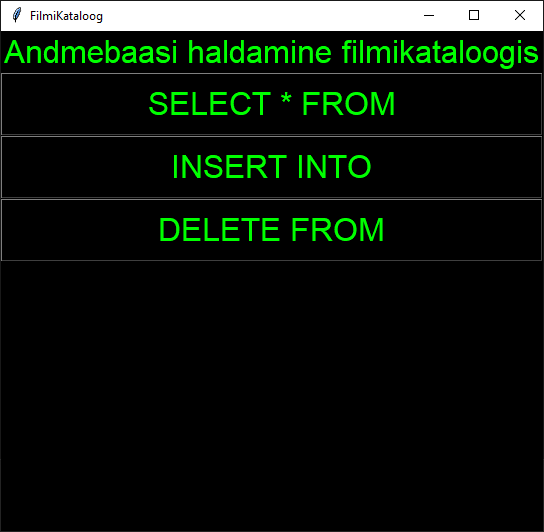 FilmiKataloog
Andmebaasi haldamine filmikataloogis
SELECT * FROM
INSERT INTO
DELETE FROM